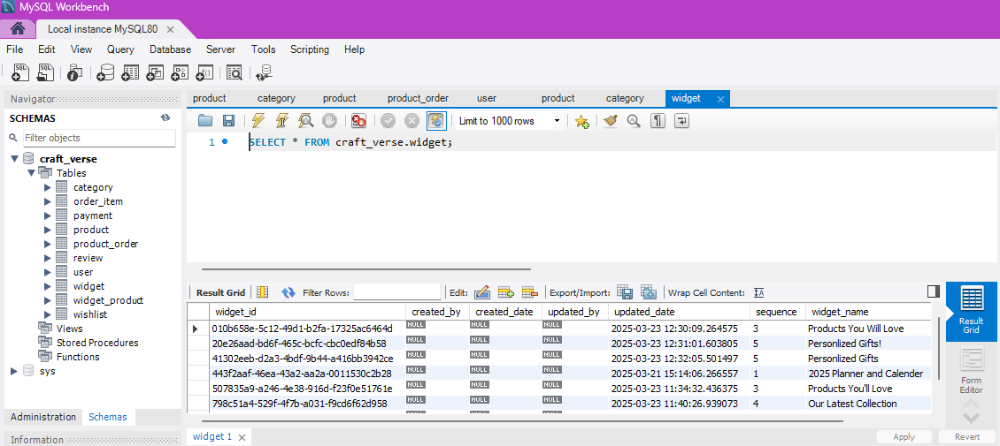 MySQL Workbench
Local instance MySQL80
File Edit View Query Database Server Tools Scripting Help
Navigator
SCHEMAS
Filter objects
craft_verse
Tables
category
order_item
payment
product
product_order
review
user
widget
widget_product
wishlist
Views
Stored Procedures
Functions
sys
Administration Schemas
Information
product category product product_order user product category widget
Limit to 1000 rows
1 SELECT * FROM craft_verse.widget;
Result Grid Filter Rows: Edit: Export/Import: Wrap Cell Content:
widget_id created_by created_date updated_by updated_date sequence widget_name
010b658e-5c12-49d1-b2fa-17325ac6464d NULL NULL NULL 2025-03-23 12:30:09.264575 3 Products You Will Love
20e26aad-bd6f-465c-bcfc-cbc0edf84b58 NULL NULL NULL 2025-03-23 12:31:01.603805 5 Personlized Gifts!
41302eeb-d2a3-4bdf-9b44-a416bb3942ce NULL NULL NULL 2025-03-23 12:32:05.501497 5 Personlized Gifts
443f2aaf-46ea-43a2-aa2a-0011530c2b28 NULL NULL NULL 2025-03-21 15:14:06.266557 1 2025 Planner and Calender
507835a9-a246-4e38-916d-f23f0e51761e NULL NULL NULL 2025-03-23 11:34:32.436375 3 Products You'll Love
798c51a4-529f-4f7b-a031-f9cd6f62d958 NULL NULL NULL 2025-03-23 11:40:26.939073 4 Our Latest Collection
Result
Grid
Form
Editor
widget 1
Apply Revert